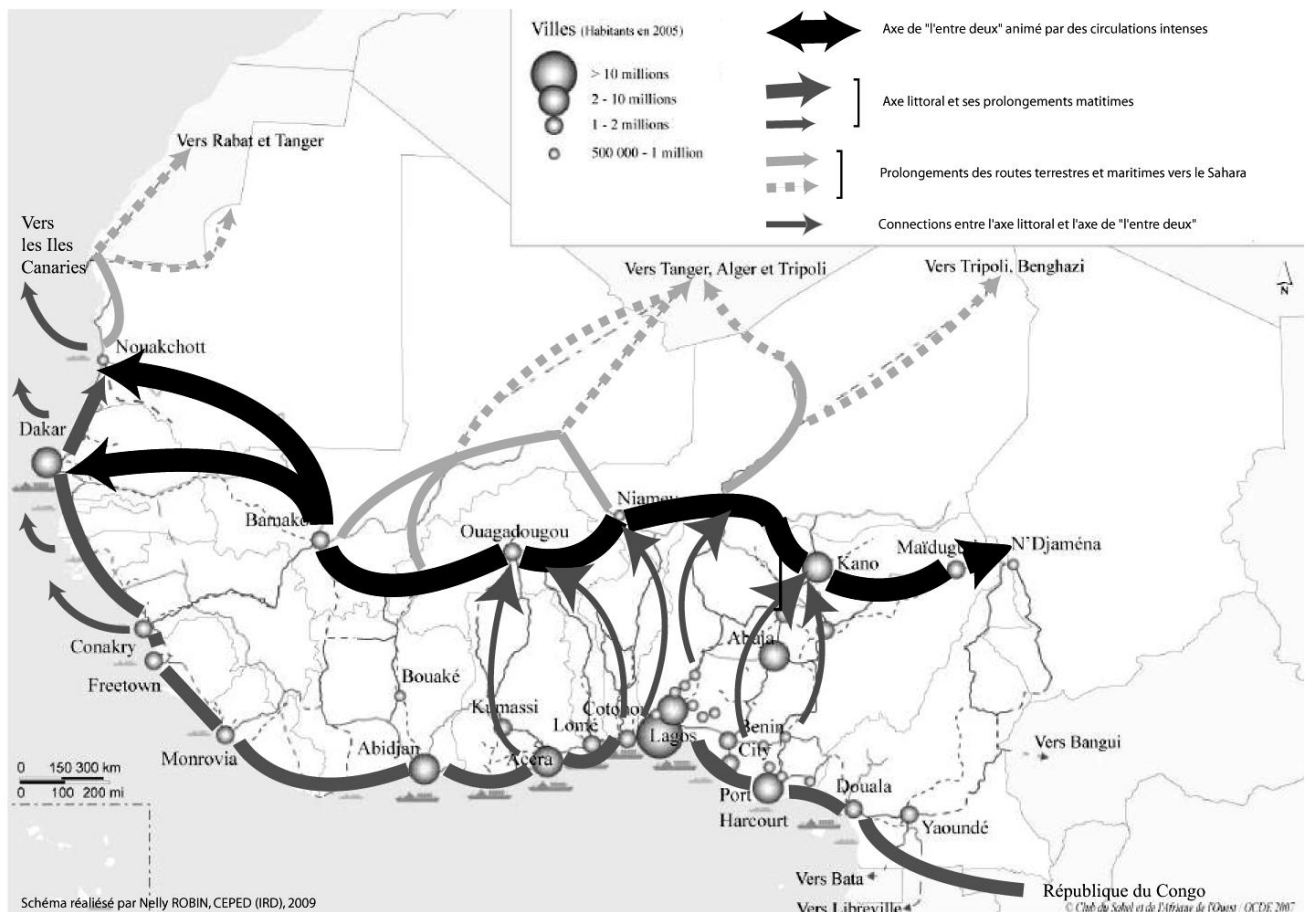 Villes (Habitants en 2005)
> 10 millions
2 - 10 millions
1 - 2 millions
500 000 - 1 million
Axe de "l'entre deux" animé par des circulations intenses
Axe littoral et ses prolongements matitimes
Prolongements des routes terrestres et maritimes vers le Sahara
Connections entre l'axe littoral et l'axe de "l'entre deux"
Vers Rabat et Tanger
Vers
les Iles
Canaries
Vers Tanger, Alger et Tripoli
Vers Tripoli, Benghazi
N
Nouakchott
Dakar
Bamako
Ouagadougou
Niamey
Kano
Maïdugu
N'Djaména
Conakry
Freetown
Monrovia
Bouaké
Abidjan
Kumassi
Accra
Lomé
Cotonou
Lagos
Abuja
Benin
City
Port
Harcourt
Douala
Yaoundé
Vers Bangui
Vers Bata
Vers Libreville
République du Congo
0 150 300 km
0 100 200 mi
Schéma réaliésé par Nelly ROBIN, CEPED (IRD), 2009
© Club du Sahel et de l'Afrique de l'Ouest / OCDE 2007